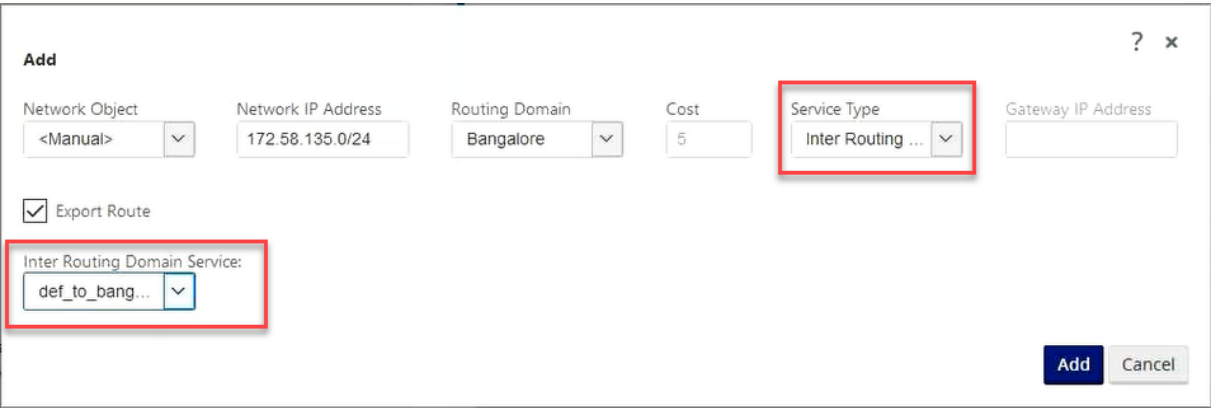 ? ×
Add
Network Object Network IP Address Routing Domain Cost Service Type Gateway IP Address
<Manual> 172.58.135.0/24 Bangalore 5 Inter Routing ...
Export Route
Inter Routing Domain Service:
def_to_bang...
Add Cancel